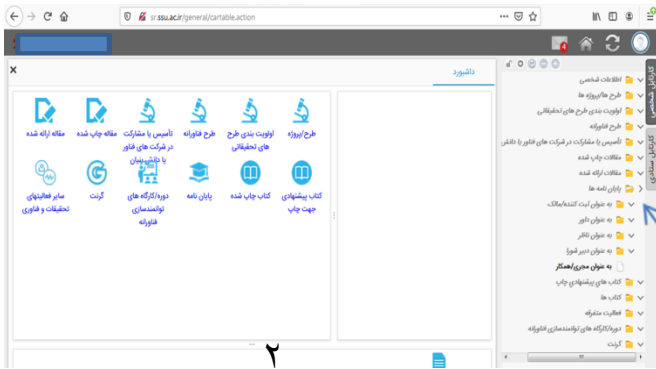 sr.ssu.ac.ir/general/cartable.action
4
داشبورد
طرح/پروژه
اولویت بندی طرح های تحقیقاتی
طرح فناورانه
تأسیس یا مشارکت در شرکت های فناور یا دانش بنیان
مقاله چاپ شده
مقاله ارائه شده
کتاب پیشنهادی جهت چاپ
کتاب چاپ شده
پایان نامه
دوره/کارگاه های توانمندسازی فناورانه
گرنت
سایر فعالیتهای تحقیقات و فناوری
کارتابل شخصی
کارتابل ستادی
اطلاعات شخصی
طرح ها/پروژه ها
اولویت بندی طرح های تحقیقاتی
طرح فناورانه
تأسیس یا مشارکت در شرکت های فناور یا دانش
مقالات چاپ شده
مقالات ارائه شده
پایان نامه ها
به عنوان ثبت کننده/مالک
به عنوان داور
به عنوان ناظر
به عنوان دبیر شورا
به عنوان مجری/همکار
کتاب های پیشنهادی چاپ
کتاب ها
فعالیت متفرقه
دوره/کارگاه های توانمندسازی فناورانه
گرنت
۲